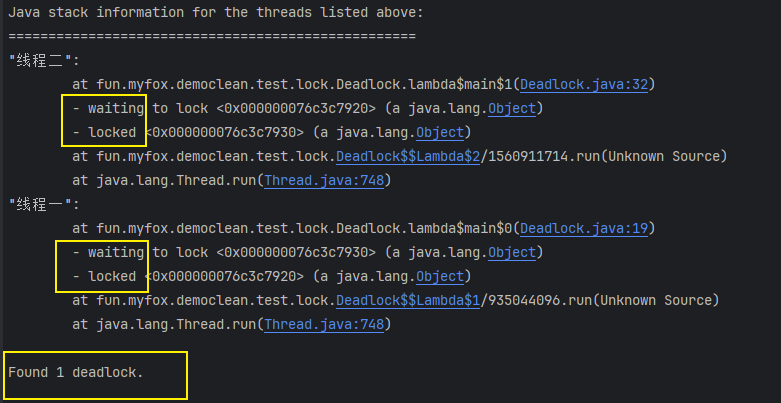 Java stack information for the threads listed above:
===================================================
"线程二":
        at fun.myfox.democlean.test.lock.Deadlock.lambda$main$1(Deadlock.java:32)
        - waiting to lock <0x000000076c3c7920> (a java.lang.Object)
        - locked <0x000000076c3c7930> (a java.lang.Object)
        at fun.myfox.democlean.test.lock.Deadlock$$Lambda$2/1560911714.run(Unknown Source)
        at java.lang.Thread.run(Thread.java:748)
"线程一":
        at fun.myfox.democlean.test.lock.Deadlock.lambda$main$0(Deadlock.java:19)
        - waiting to lock <0x000000076c3c7930> (a java.lang.Object)
        - locked <0x000000076c3c7920> (a java.lang.Object)
        at fun.myfox.democlean.test.lock.Deadlock$$Lambda$1/935044096.run(Unknown Source)
        at java.lang.Thread.run(Thread.java:748)
Found 1 deadlock.